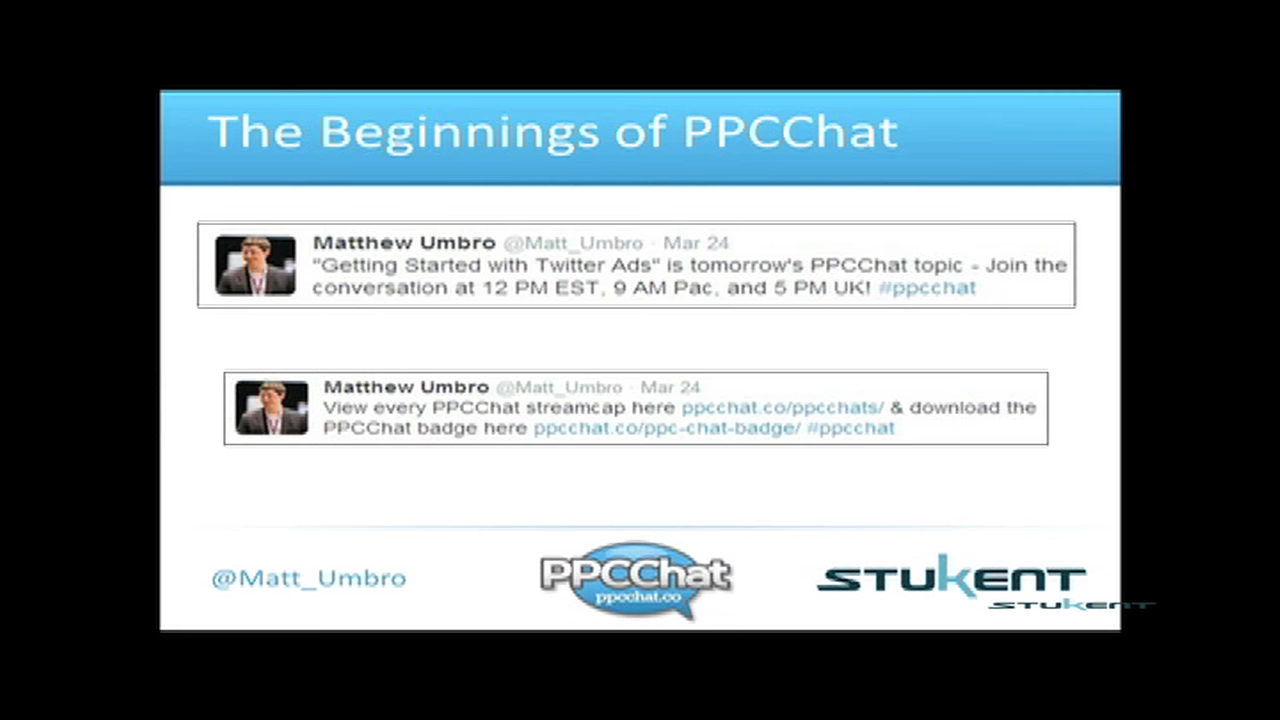 The Beginnings of PPCChat
Matthew Umbro @Matt_Umbro · Mar 24
"Getting Started with Twitter Ads" is tomorrow's PPCChat topic - Join the
conversation at 12 PM EST, 9 AM Pac, and 5 PM UK! #ppcchat
Matthew Umbro @Matt_Umbro · Mar 24
View every PPCChat streamcap here ppcchat.co/ppcchats/ & download the
PPCChat badge here ppcchat.co/ppc-chat-badge/ #ppcchat
@Matt_Umbro
PPCChat
ppcchat.co
STUKENT
STUKENT